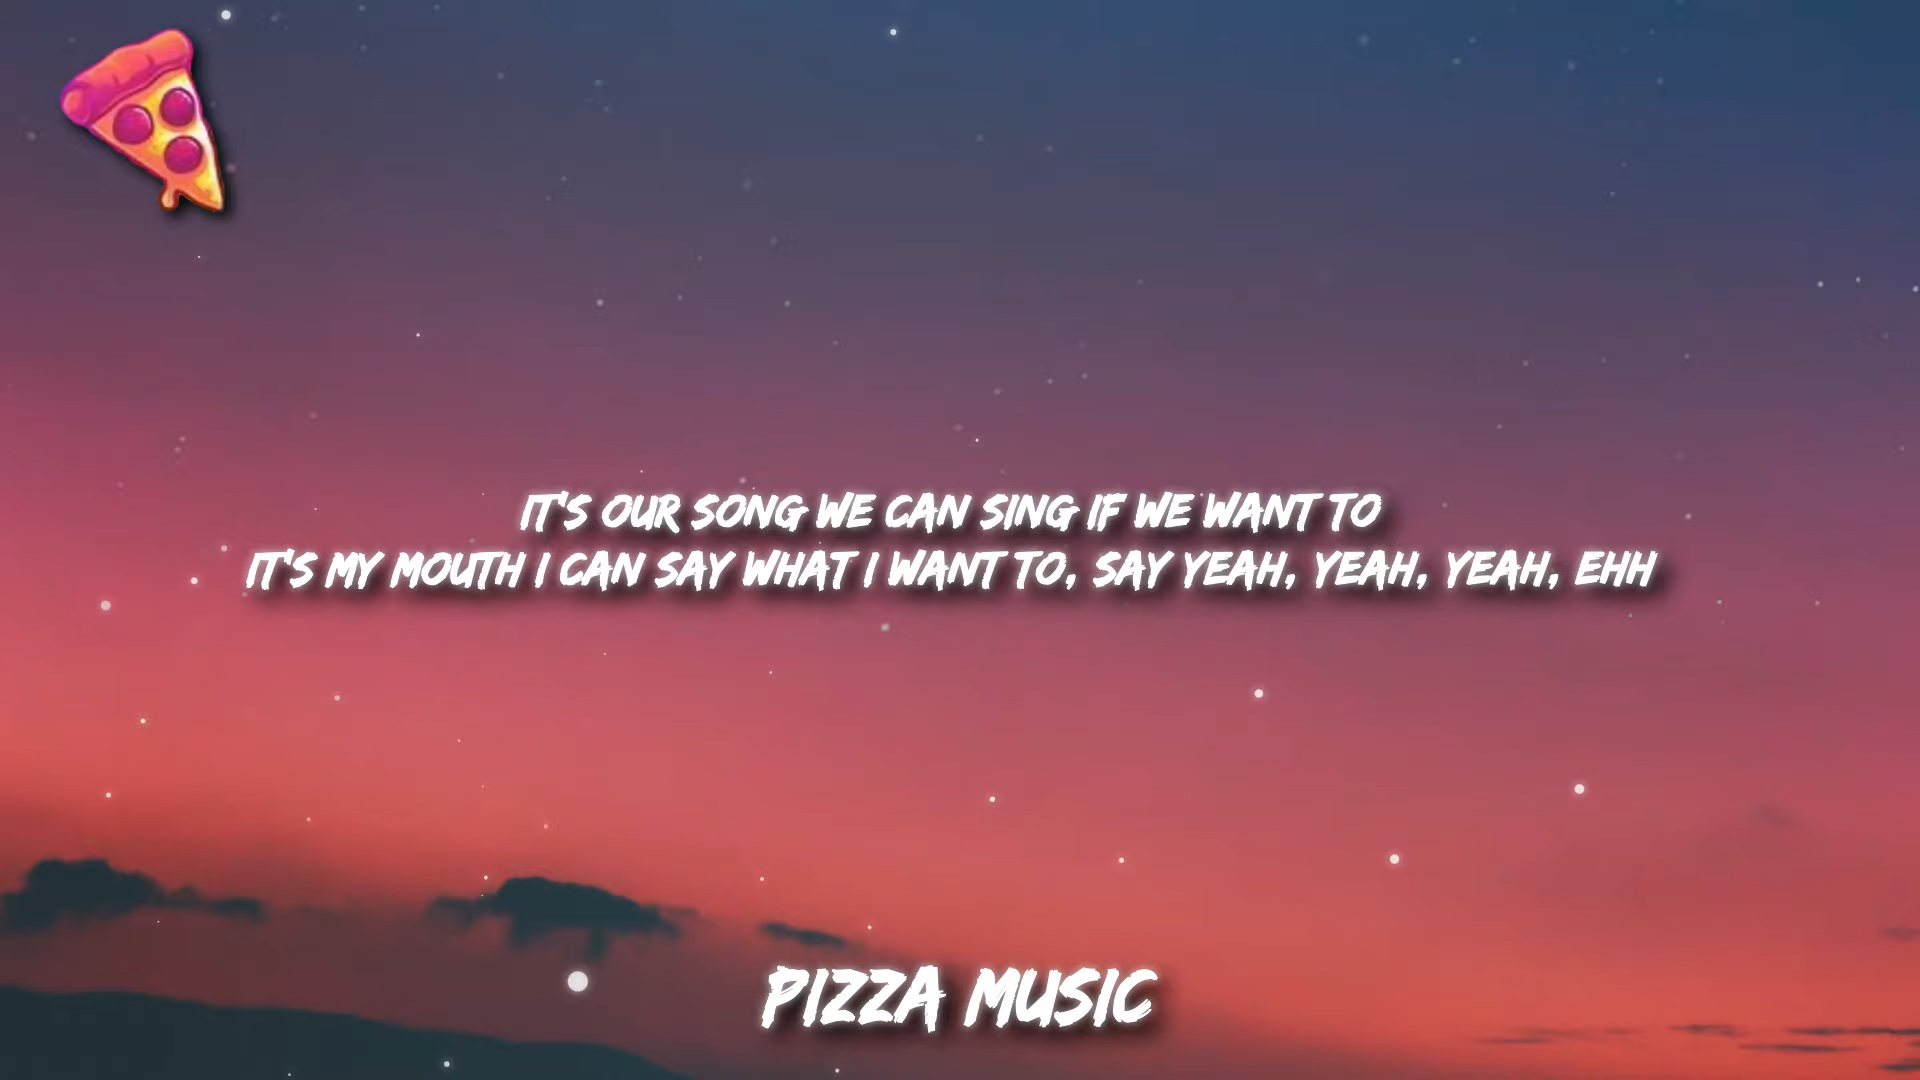 IT'S OUR SONG WE CAN SING IF WE WANT TO
IT'S MY MOUTH I CAN SAY WHAT I WANT TO, SAY YEAH, YEAH, YEAH, EHH
PIZZA MUSIC